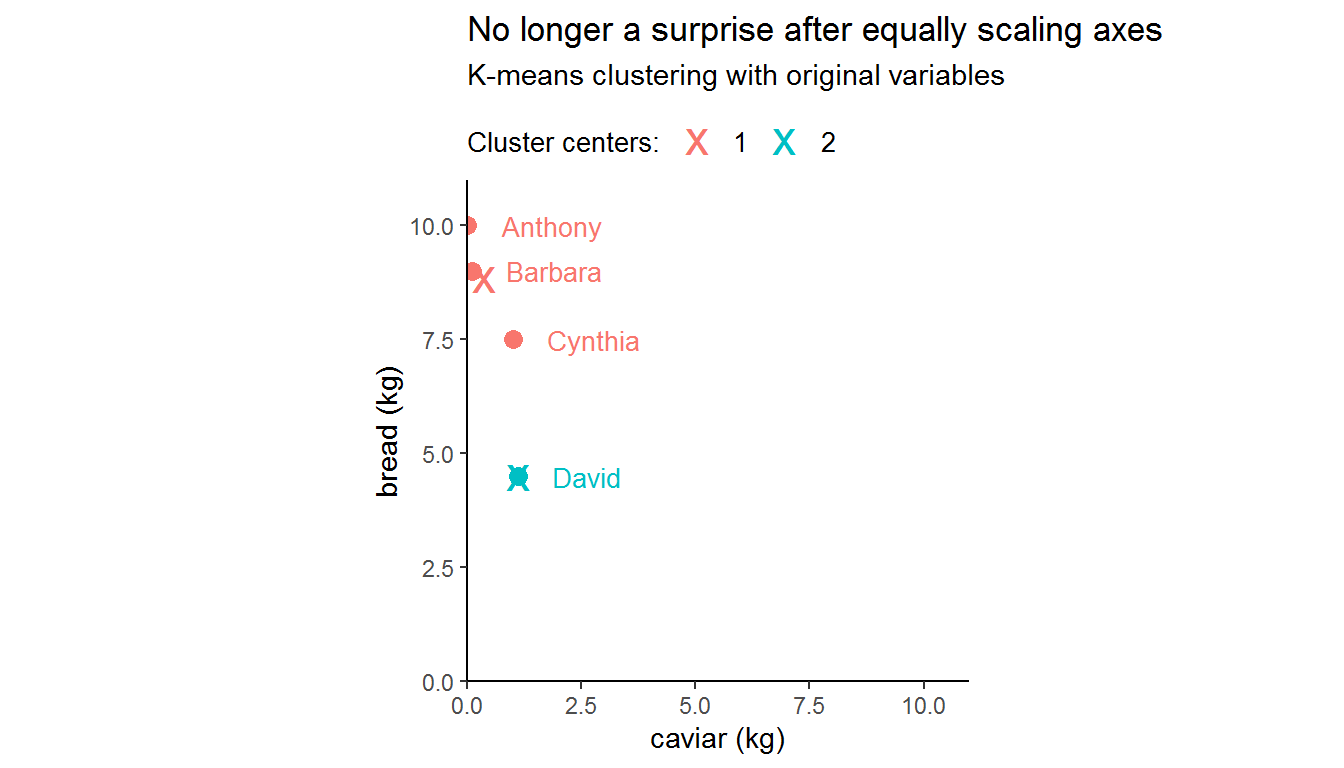 No longer a surprise after equally scaling axes
K-means clustering with original variables
Cluster centers: X 1 X 2
10.0
Anthony
Barbara
X
7.5
Cynthia
bread (kg)
5.0
X
David
2.5
0.0
0.0 2.5 5.0 7.5 10.0
caviar (kg)